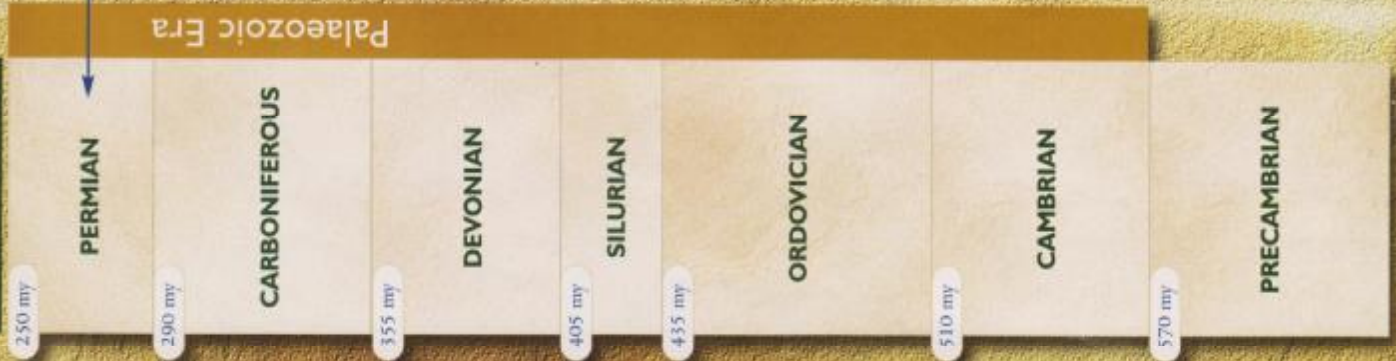 Palaeozoic Era
250 my
PERMIAN
290 my
CARBONIFEROUS
355 my
DEVONIAN
405 my
SILURIAN
435 my
ORDOVICIAN
510 my
CAMBRIAN
570 my
PRECAMBRIAN